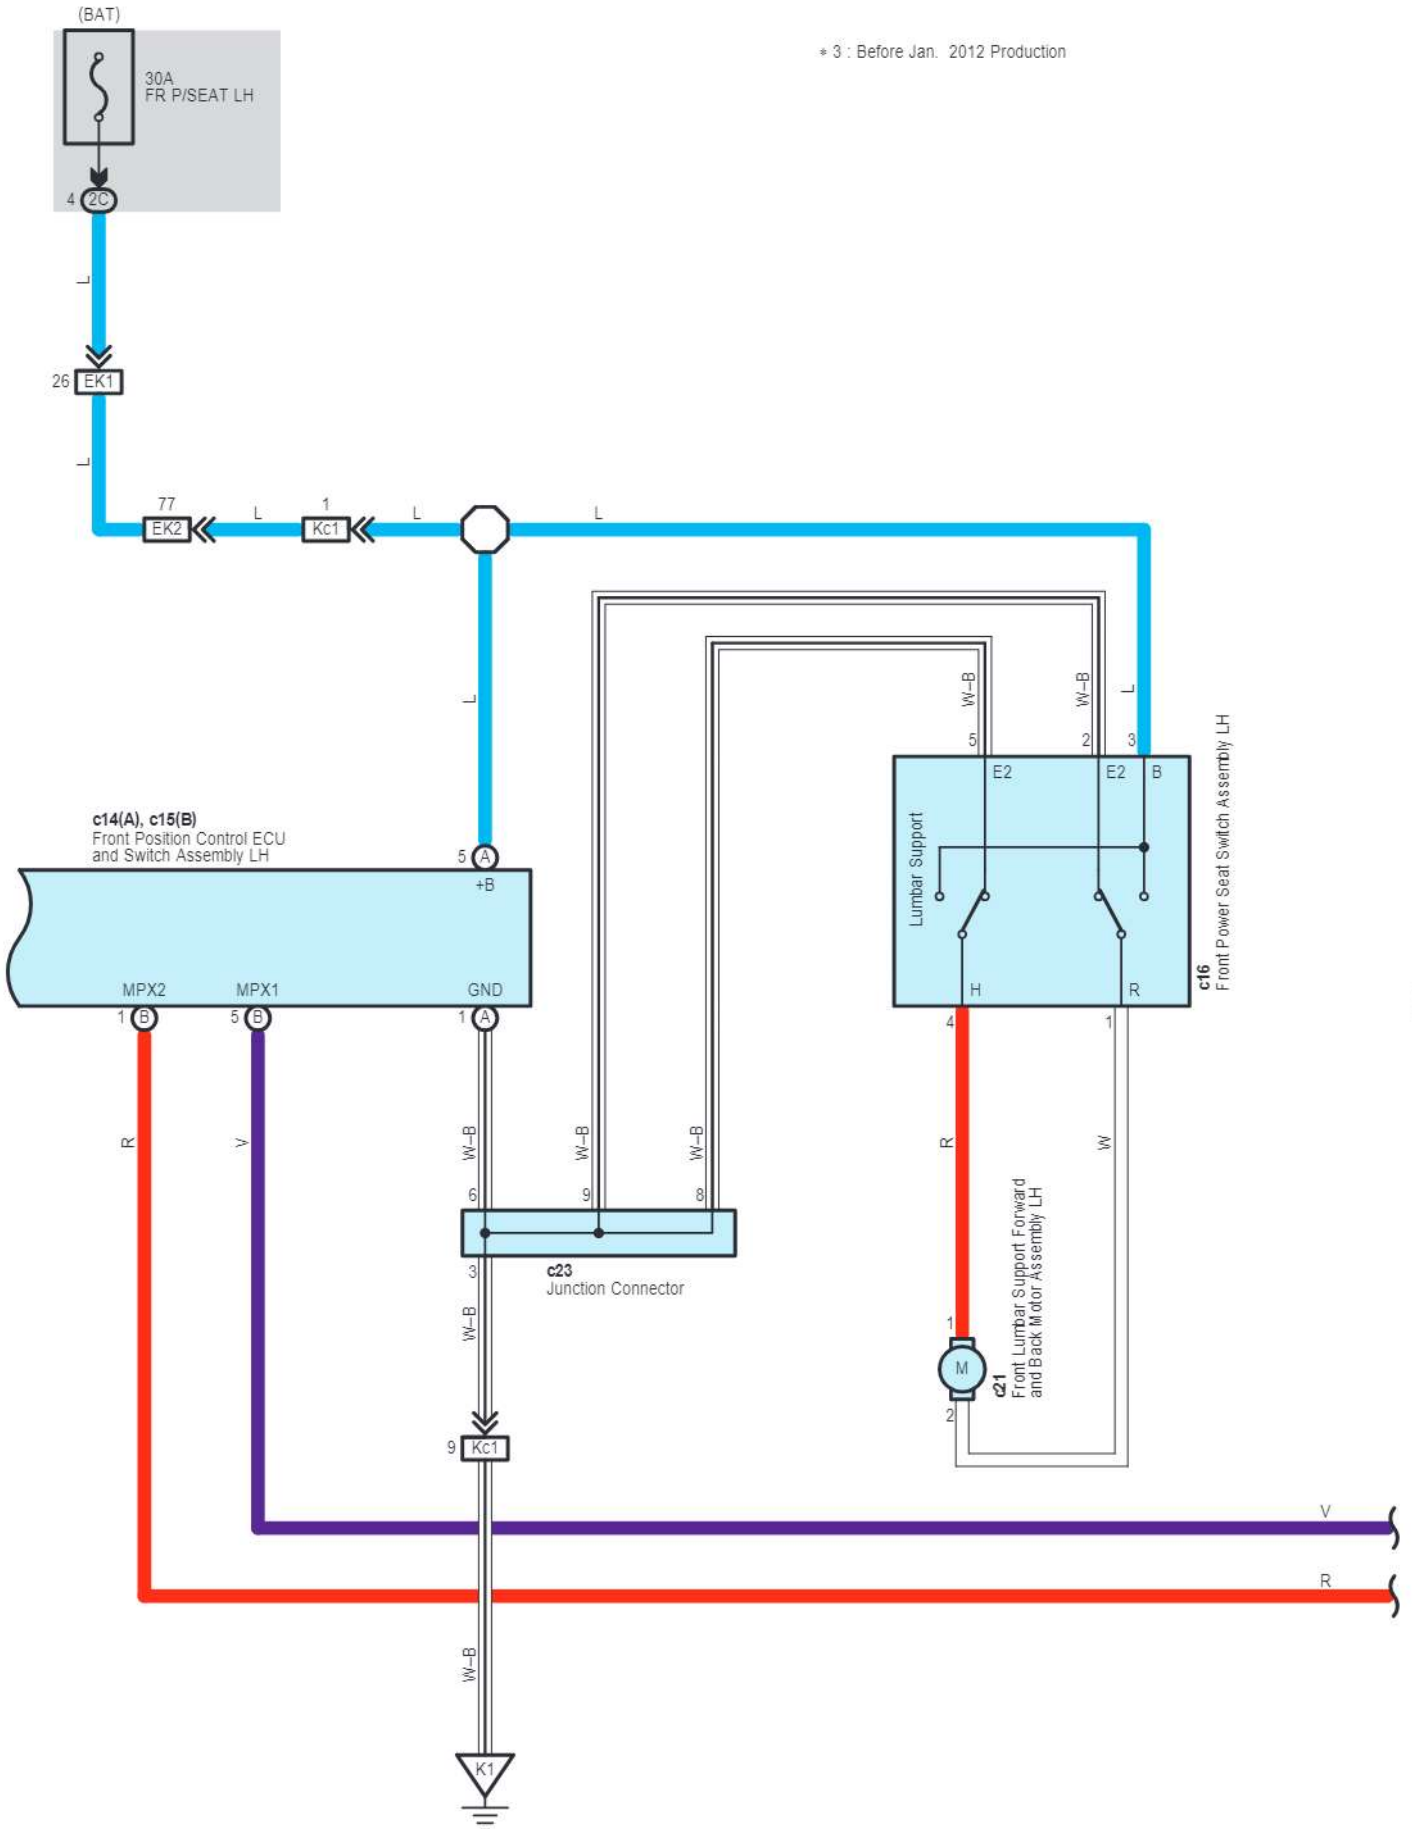 (BAT)
* 3 : Before Jan. 2012 Production
30A
FR P/SEAT LH
4 2C
L
26 EK1
L
77
EK2
L
1
Kc1
L
L
L
W-B
W-B
L
5
2
3
E2
E2
B
Lumbar Support
c16
Front Power Seat Switch Assembly LH
c14(A), c15(B)
Front Position Control ECU
and Switch Assembly LH
5 A
+B
MPX2
MPX1
GND
H
R
1 B
5 B
1 A
4
1
R
V
W-B
W-B
W-B
R
W
6
9
8
3
c23
Junction Connector
W-B
1
M
2
c21
Front Lumbar Support Forward
and Back Motor Assembly LH
9 Kc1
V
R
W-B
K1